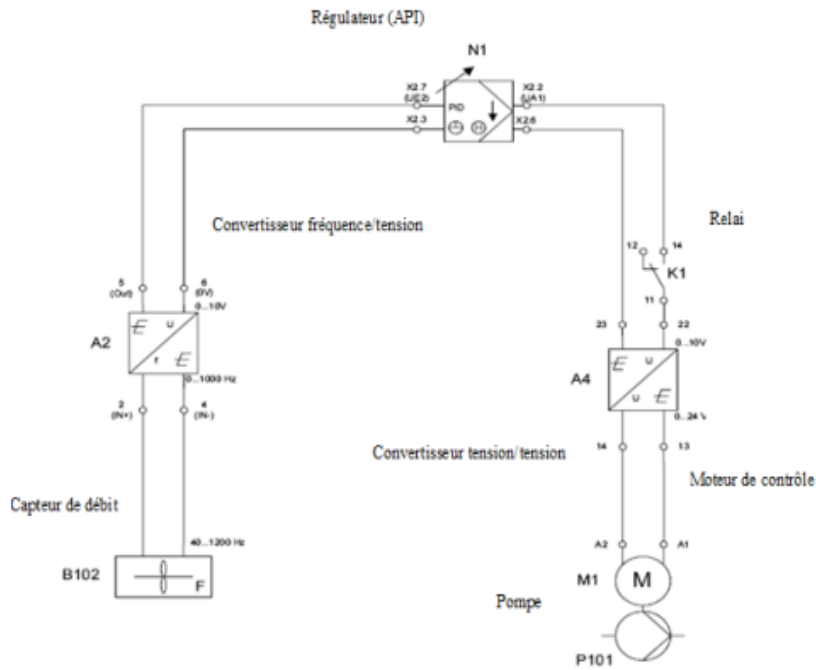 Régulateur (API)
N1
X2.7
(UE2)
X2.2
(UA1)
PID
X2.3
X2.6
Convertisseur fréquence/tension
Relai
12
14
K1
11
5
(Out)
6
(0V)
0...10V
23
22
0...10V
A2
U
f
0...1000 Hz
A4
U
U
0...24 V
2
(IN+)
4
(IN-)
Convertisseur tension/tension
14
13
Moteur de contrôle
Capteur de débit
40...1200 Hz
B102
F
A2
A1
M1
M
Pompe
P101